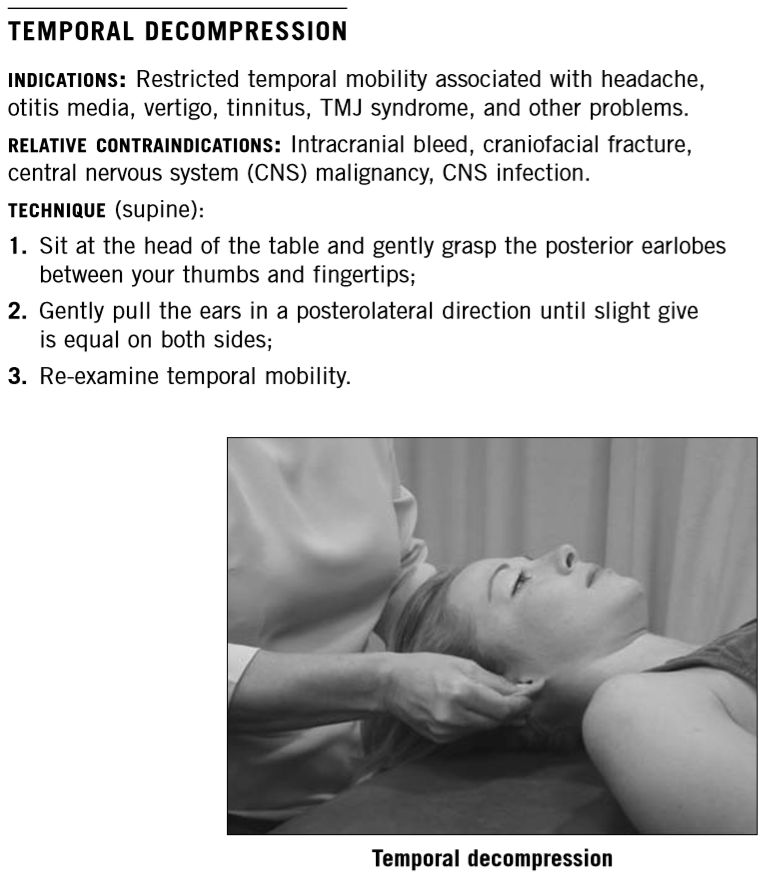 TEMPORAL DECOMPRESSION
INDICATIONS: Restricted temporal mobility associated with headache,
otitis media, vertigo, tinnitus, TMJ syndrome, and other problems.
RELATIVE CONTRAINDICATIONS: Intracranial bleed, craniofacial fracture,
central nervous system (CNS) malignancy, CNS infection.
TECHNIQUE (supine):
1. Sit at the head of the table and gently grasp the posterior earlobes
between your thumbs and fingertips;
2. Gently pull the ears in a posterolateral direction until slight give
is equal on both sides;
3. Re-examine temporal mobility.
Temporal decompression